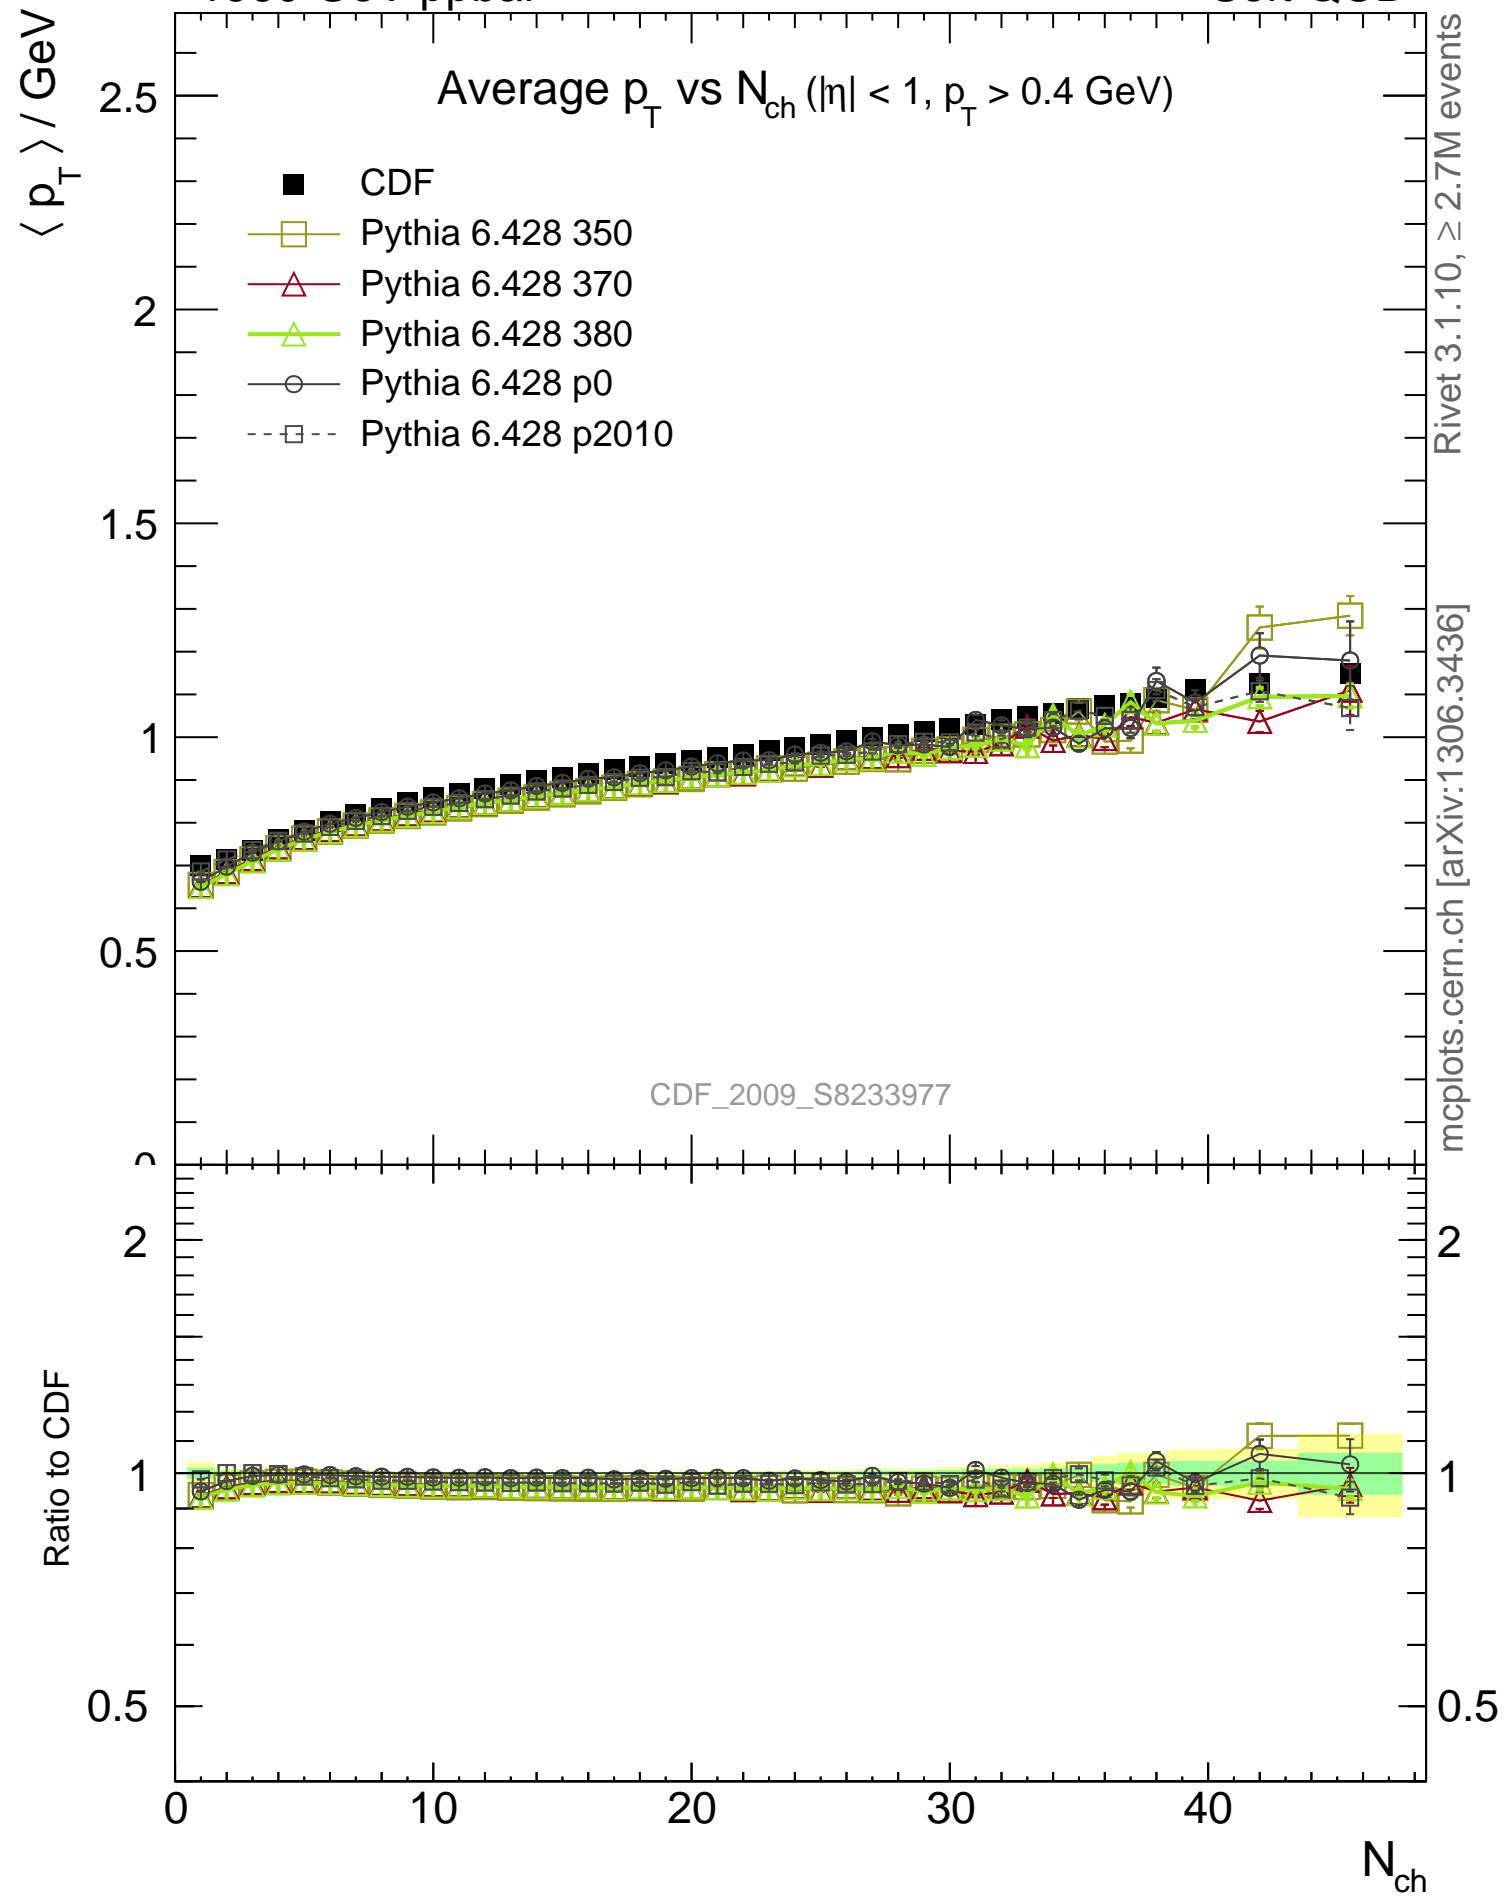 ⟨ p_T ⟩ / GeV
Average p_T vs N_ch (|η| < 1, p_T > 0.4 GeV)
CDF
Pythia 6.428 350
Pythia 6.428 370
Pythia 6.428 380
Pythia 6.428 p0
Pythia 6.428 p2010
2.5
2
1.5
1
0.5
0
CDF_2009_S8233977
Rivet 3.1.10, ≥ 2.7M events
mcplots.cern.ch [arXiv:1306.3436]
Ratio to CDF
2
1
0.5
2
1
0.5
0
10
20
30
40
N_ch